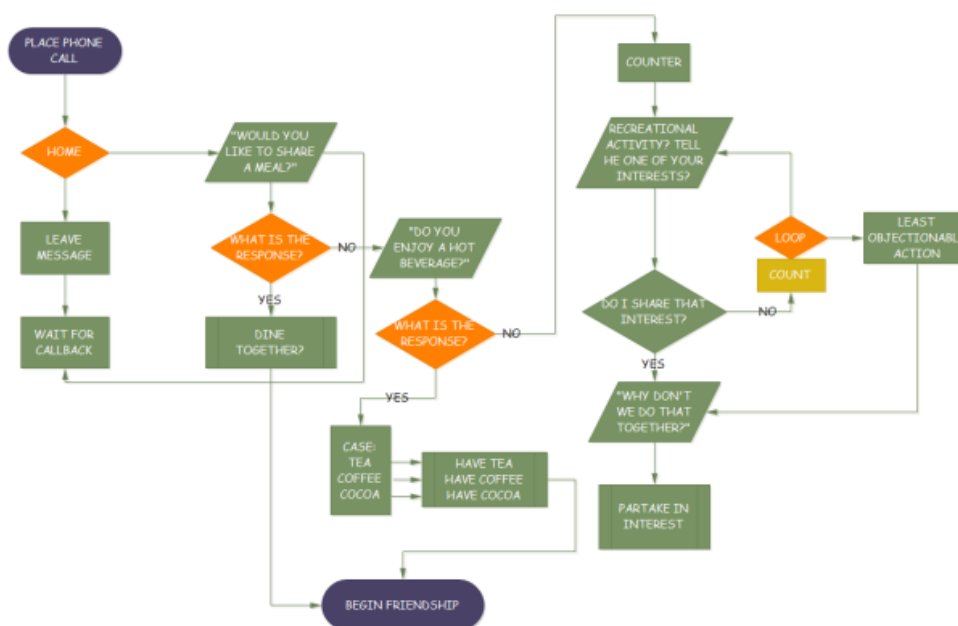 PLACE PHONE
CALL
HOME
LEAVE
MESSAGE
WAIT FOR
CALLBACK
"WOULD YOU
LIKE TO SHARE
A MEAL?"
WHAT IS THE
RESPONSE?
NO
YES
DINE
TOGETHER?
"DO YOU
ENJOY A HOT
BEVERAGE?"
WHAT IS THE
RESPONSE?
NO
YES
CASE:
TEA
COFFEE
COCOA
HAVE TEA
HAVE COFFEE
HAVE COCOA
BEGIN FRIENDSHIP
COUNTER
RECREATIONAL
ACTIVITY? TELL
HE ONE OF YOUR
INTERESTS?
DO I SHARE THAT
INTEREST?
NO
YES
COUNT
LOOP
LEAST
OBJECTIONABL
ACTION
"WHY DON'T
WE DO THAT
TOGETHER?"
PARTAKE IN
INTEREST